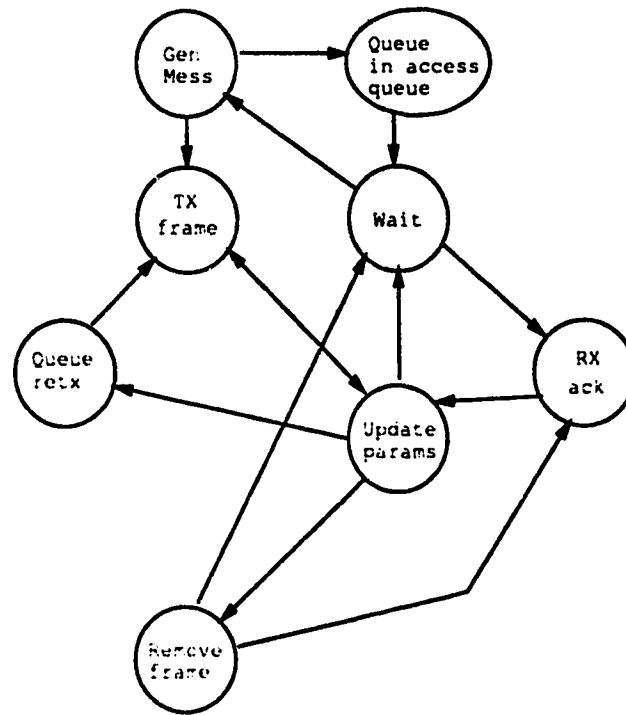 Gen
Mess
Queue
in access
queue
TX
frame
Wait
Queue
retx
RX
ack
Update
params
Remove
frame